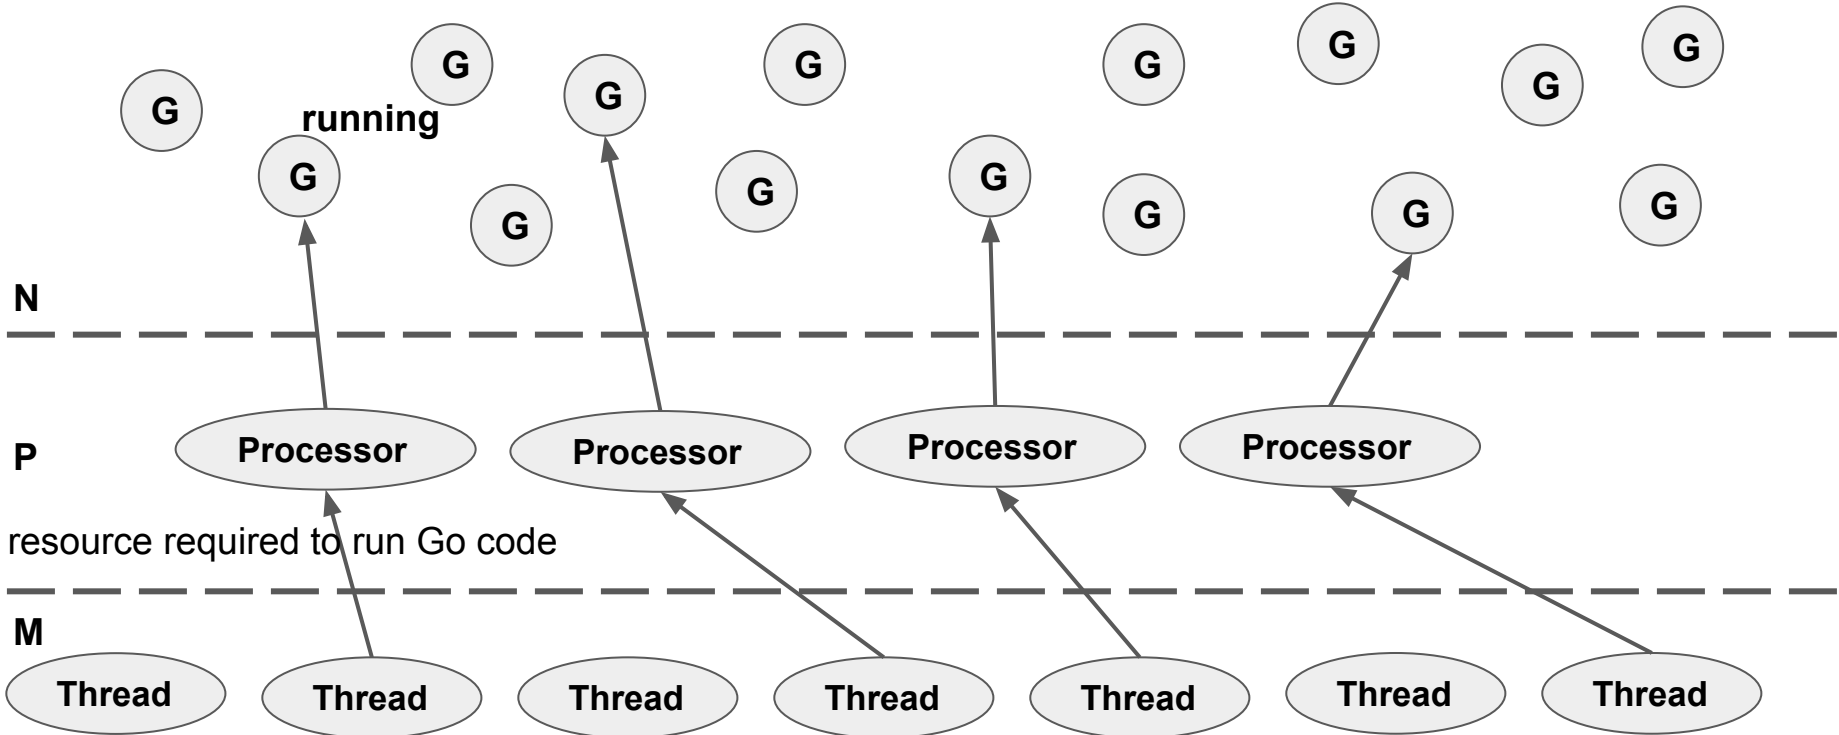 G
G
G
G
G
G
G
G
running
G
G
G
G
G
G
G
N
Processor
Processor
Processor
Processor
P
resource required to run Go code
M
Thread
Thread
Thread
Thread
Thread
Thread
Thread